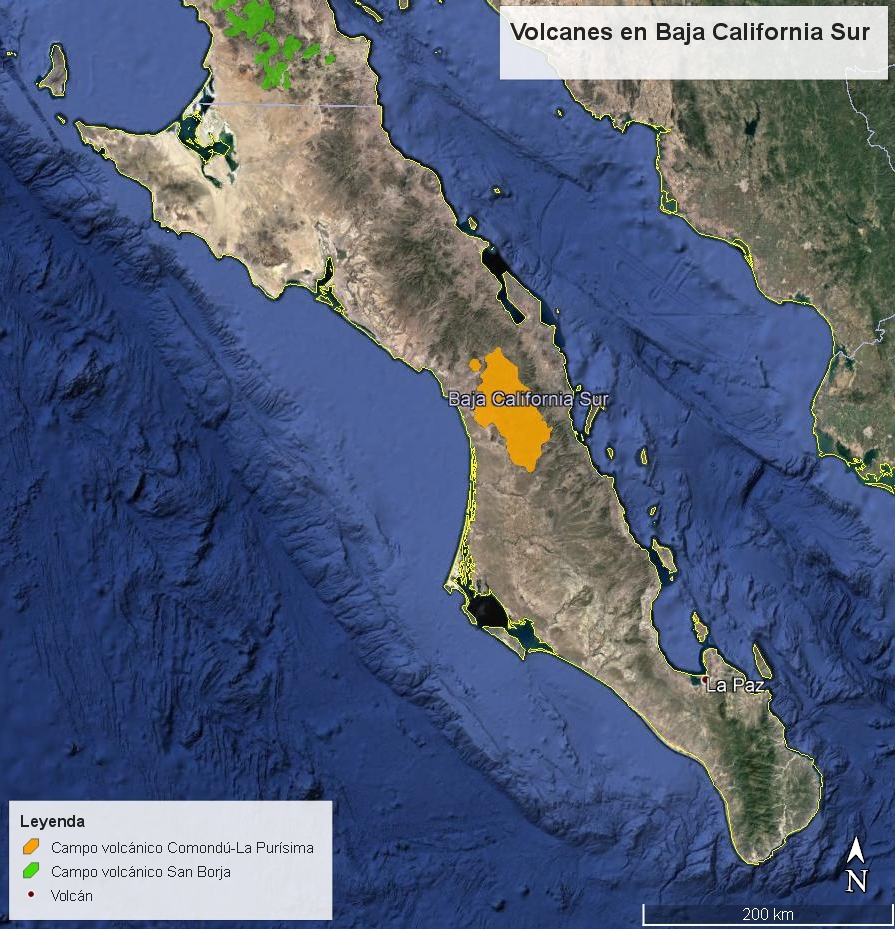 Volcanes en Baja California Sur
Baja California Sur
La Paz
Leyenda
Campo volcánico Comondú-La Purísima
Campo volcánico San Borja
Volcán
N
200 km